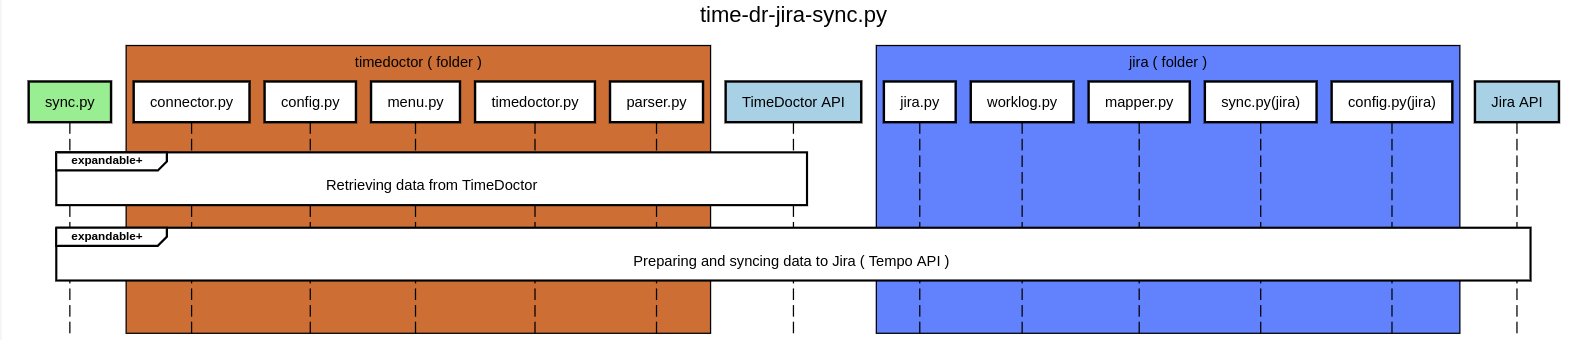 time-dr-jira-sync.py
timedoctor ( folder )
jira ( folder )
sync.py
connector.py
config.py
menu.py
timedoctor.py
parser.py
TimeDoctor API
jira.py
worklog.py
mapper.py
sync.py(jira)
config.py(jira)
Jira API
expandable+
Retrieving data from TimeDoctor
expandable+
Preparing and syncing data to Jira ( Tempo API )